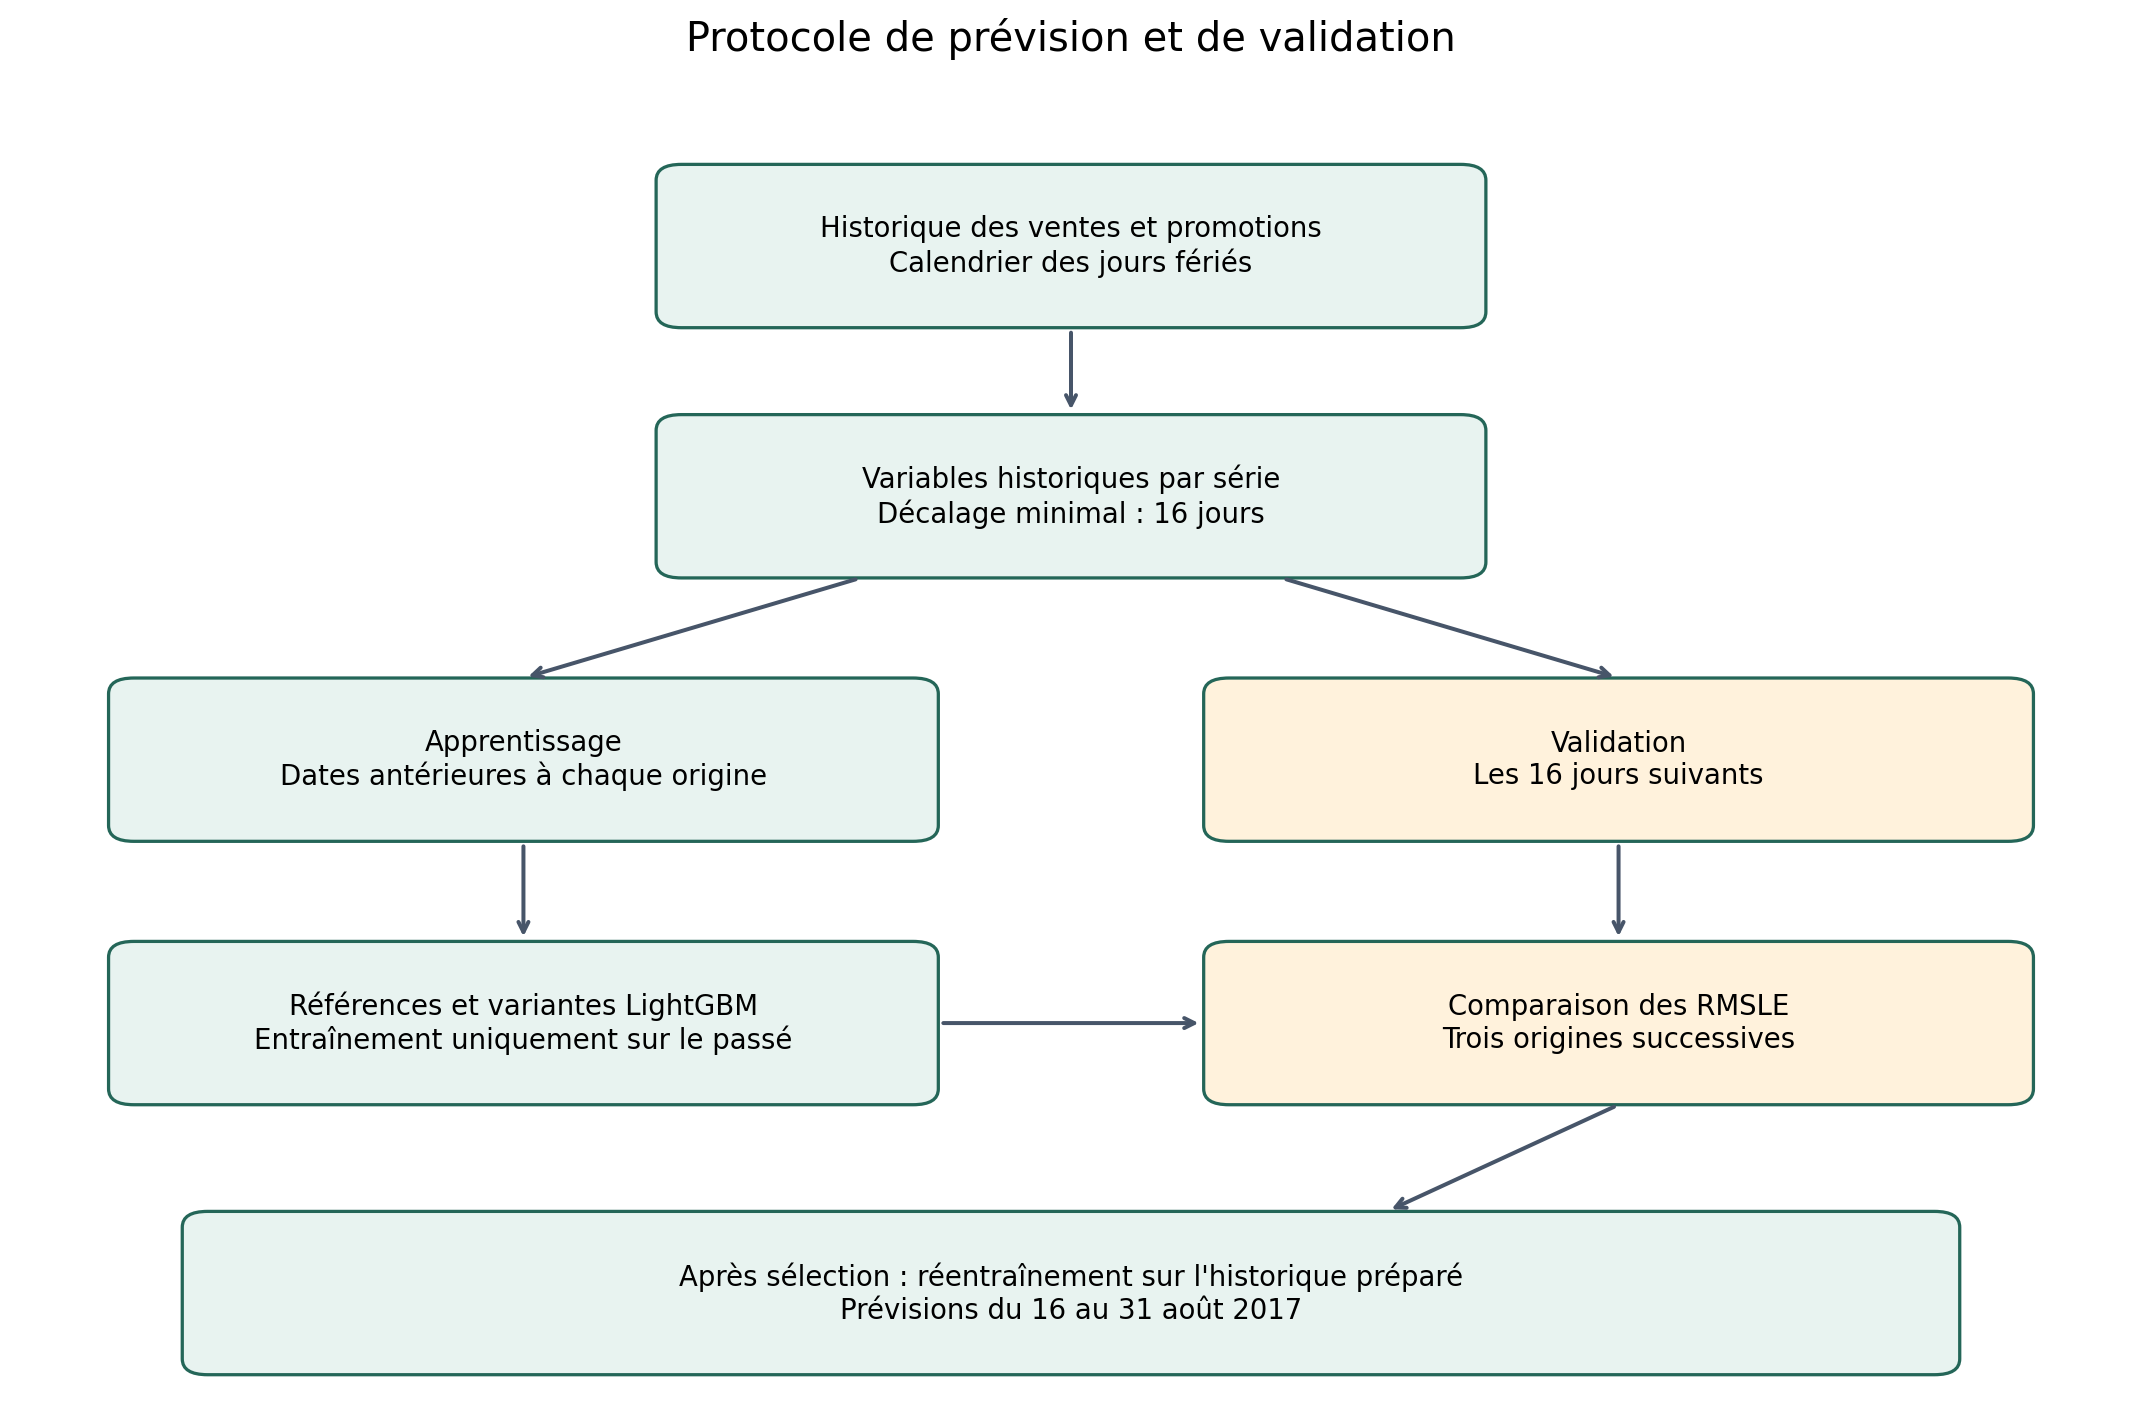 Protocole de prévision et de validation
Historique des ventes et promotions
Calendrier des jours fériés
Variables historiques par série
Décalage minimal : 16 jours
Apprentissage
Dates antérieures à chaque origine
Validation
Les 16 jours suivants
Références et variantes LightGBM
Entraînement uniquement sur le passé
Comparaison des RMSLE
Trois origines successives
Après sélection : réentraînement sur l'historique préparé
Prévisions du 16 au 31 août 2017